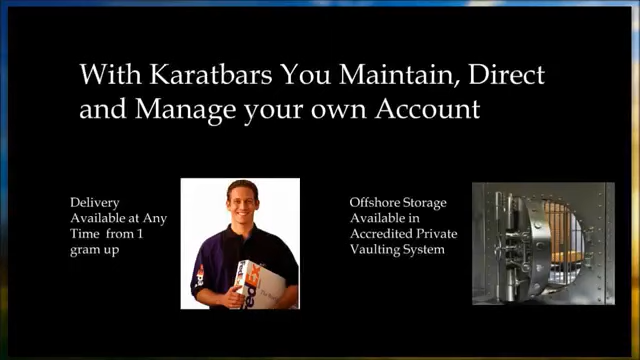 With Karatbars You Maintain, Direct
and Manage your own Account
Delivery
Available at Any
Time from 1
gram up
Offshore Storage
Available in
Accredited Private
Vaulting System
FedEx